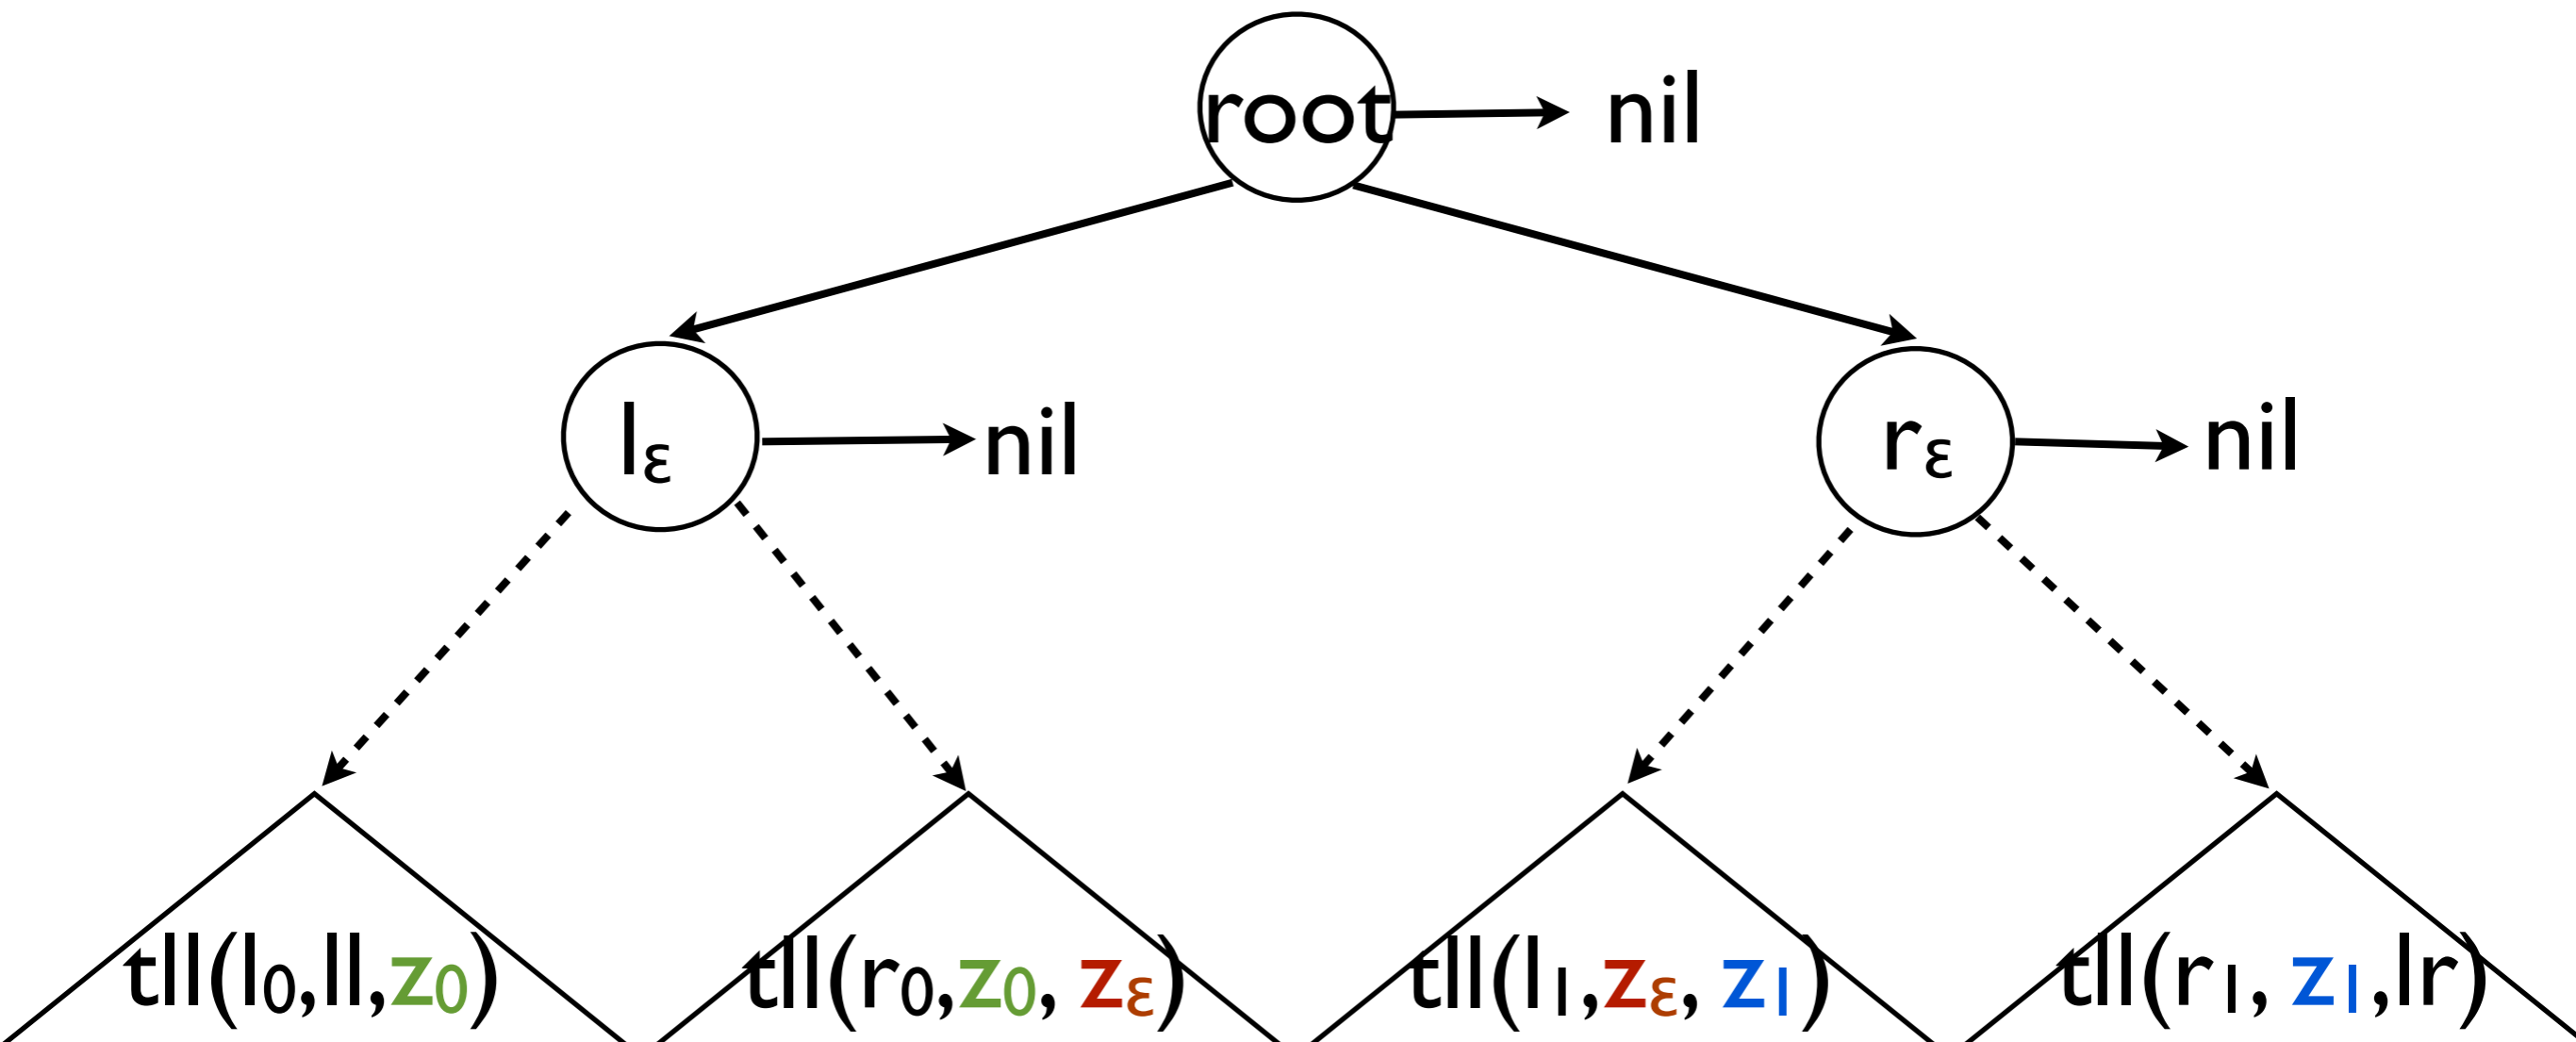 root nil
lε nil rε nil
tll(l0,ll,z0) tll(r0,z0, zε) tll(l1,zε, z1) tll(r1, z1,lr)